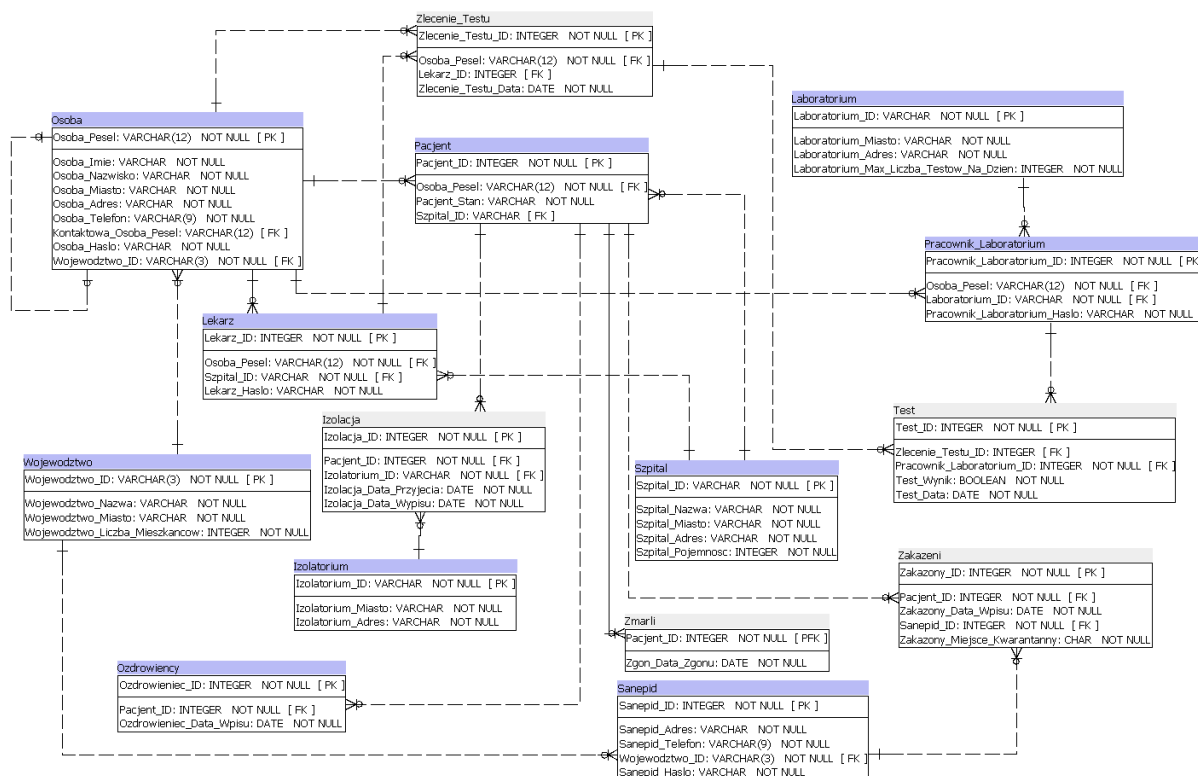 Zlecenie_Testu
Zlecenie_Testu_ID: INTEGER NOT NULL [ PK ]
Osoba_Pesel: VARCHAR(12) NOT NULL [ FK ]
Lekarz_ID: INTEGER [ FK ]
Zlecenie_Testu_Data: DATE NOT NULL
Laboratorium
Laboratorium_ID: VARCHAR NOT NULL [ PK ]
Laboratorium_Miasto: VARCHAR NOT NULL
Laboratorium_Adres: VARCHAR NOT NULL
Laboratorium_Max_Liczba_Testow_Na_Dzien: INTEGER NOT NULL
Osoba
Osoba_Pesel: VARCHAR(12) NOT NULL [ PK ]
Osoba_Imie: VARCHAR NOT NULL
Osoba_Nazwisko: VARCHAR NOT NULL
Osoba_Miasto: VARCHAR NOT NULL
Osoba_Adres: VARCHAR NOT NULL
Osoba_Telefon: VARCHAR(9) NOT NULL
Kontaktowa_Osoba_Pesel: VARCHAR(12) [ FK ]
Osoba_Haslo: VARCHAR NOT NULL
Wojewodztwo_ID: VARCHAR(3) NOT NULL [ FK ]
Pacjent
Pacjent_ID: INTEGER NOT NULL [ PK ]
Osoba_Pesel: VARCHAR(12) NOT NULL [ FK ]
Pacjent_Stan: VARCHAR NOT NULL
Szpital_ID: VARCHAR [ FK ]
Pracownik_Laboratorium
Pracownik_Laboratorium_ID: INTEGER NOT NULL [ PK
Osoba_Pesel: VARCHAR(12) NOT NULL [ FK ]
Laboratorium_ID: VARCHAR NOT NULL [ FK ]
Pracownik_Laboratorium_Haslo: VARCHAR NOT NULL
Lekarz
Lekarz_ID: INTEGER NOT NULL [ PK ]
Osoba_Pesel: VARCHAR(12) NOT NULL [ FK ]
Szpital_ID: VARCHAR NOT NULL [ FK ]
Lekarz_Haslo: VARCHAR NOT NULL
Test
Test_ID: INTEGER NOT NULL [ PK ]
Zlecenie_Testu_ID: INTEGER [ FK ]
Pracownik_Laboratorium_ID: INTEGER NOT NULL [ FK ]
Test_Wynik: BOOLEAN NOT NULL
Test_Data: DATE NOT NULL
Izolacja
Izolacja_ID: INTEGER NOT NULL [ PK ]
Pacjent_ID: INTEGER NOT NULL [ FK ]
Izolatorium_ID: VARCHAR NOT NULL [ FK ]
Izolacja_Data_Przyjecia: DATE NOT NULL
Izolacja_Data_Wypisu: DATE NOT NULL
Wojewodztwo
Wojewodztwo_ID: VARCHAR(3) NOT NULL [ PK ]
Wojewodztwo_Nazwa: VARCHAR NOT NULL
Wojewodztwo_Miasto: VARCHAR NOT NULL
Wojewodztwo_Liczba_Mieszkancow: INTEGER NOT NULL
Szpital
Szpital_ID: VARCHAR NOT NULL [ PK ]
Szpital_Nazwa: VARCHAR NOT NULL
Szpital_Miasto: VARCHAR NOT NULL
Szpital_Adres: VARCHAR NOT NULL
Szpital_Pojemnosc: INTEGER NOT NULL
Izolatorium
Izolatorium_ID: VARCHAR NOT NULL [ PK ]
Izolatorium_Miasto: VARCHAR NOT NULL
Izolatorium_Adres: VARCHAR NOT NULL
Zakazeni
Zakazony_ID: INTEGER NOT NULL [ PK ]
Pacjent_ID: INTEGER NOT NULL [ FK ]
Zakazony_Data_Wpisu: DATE NOT NULL
Sanepid_ID: INTEGER NOT NULL [ FK ]
Zakazony_Miejsce_Kwarantanny: CHAR NOT NULL
Zmarli
Pacjent_ID: INTEGER NOT NULL [ PFK ]
Zgon_Data_Zgonu: DATE NOT NULL
Ozdrowiency
Ozdrowieniec_ID: INTEGER NOT NULL [ PK ]
Pacjent_ID: INTEGER NOT NULL [ FK ]
Ozdrowieniec_Data_Wpisu: DATE NOT NULL
Sanepid
Sanepid_ID: INTEGER NOT NULL [ PK ]
Sanepid_Adres: VARCHAR NOT NULL
Sanepid_Telefon: VARCHAR(9) NOT NULL
Wojewodztwo_ID: VARCHAR(3) NOT NULL [ FK ]
Sanepid_Haslo: VARCHAR NOT NULL